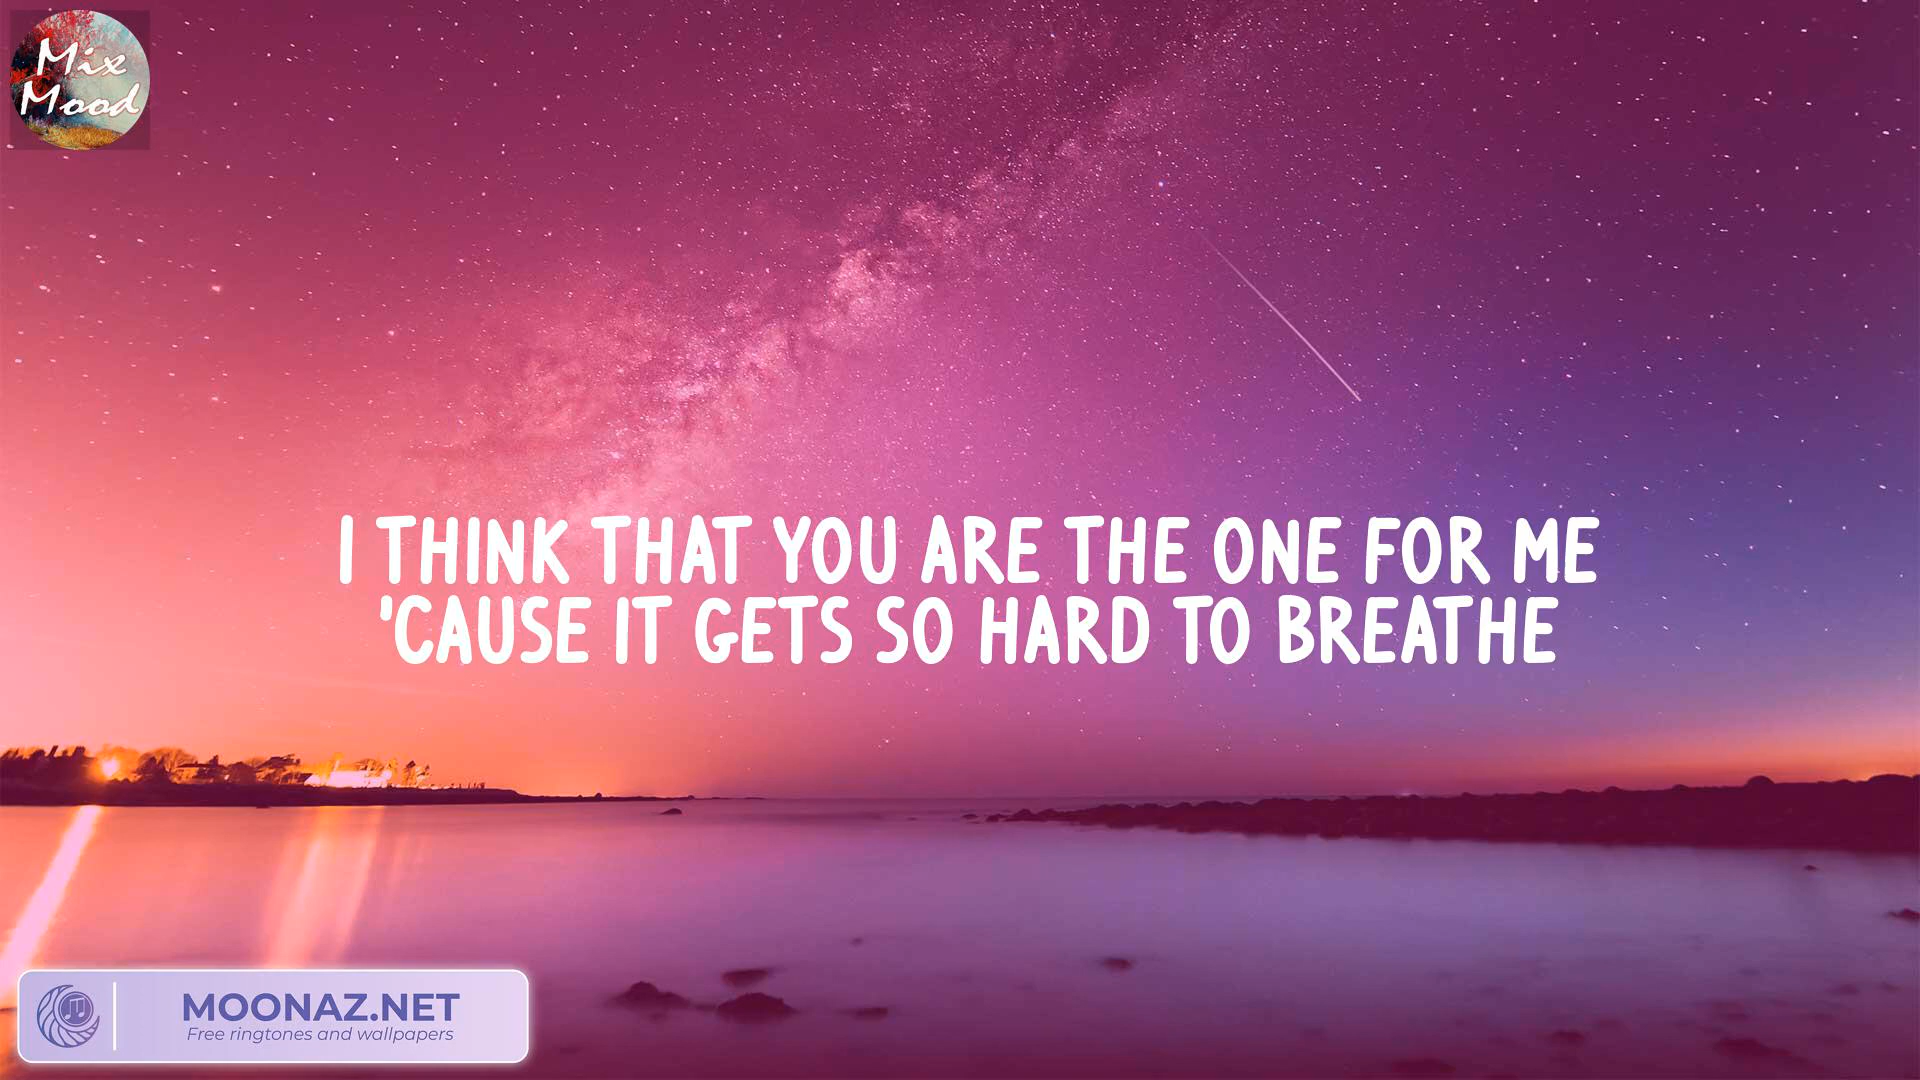 Mix
Mood
I THINK THAT YOU ARE THE ONE FOR ME
'CAUSE IT GETS SO HARD TO BREATHE
MOONAZ.NET
Free ringtones and wallpapers